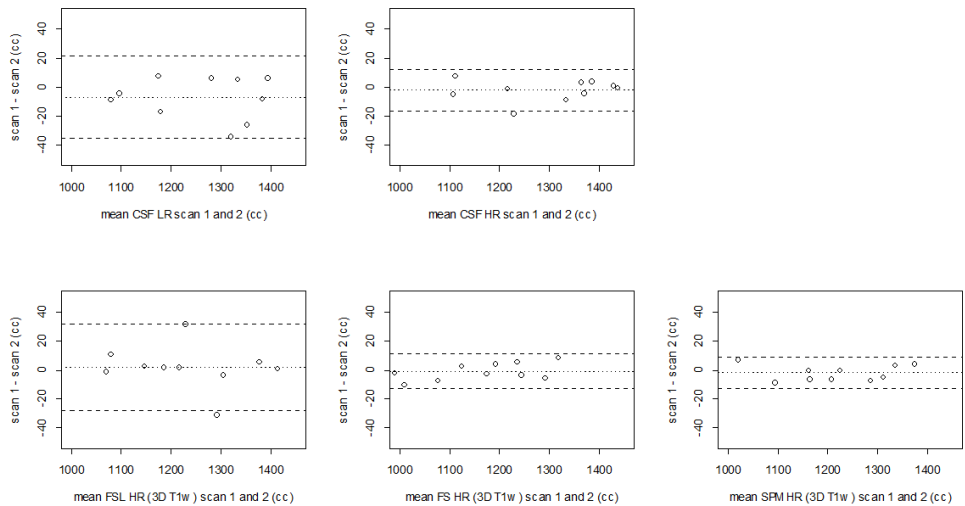 40
20
0
-20
-40
scan 1 - scan 2 (cc)
1000 1100 1200 1300 1400
mean CSF LR scan 1 and 2 (cc)
40
20
0
-20
-40
scan 1 - scan 2 (cc)
1000 1100 1200 1300 1400
mean CSF HR scan 1 and 2 (cc)
40
20
0
-20
-40
scan 1 - scan 2 (cc)
1000 1100 1200 1300 1400
mean FSL HR (3D T1w) scan 1 and 2 (cc)
40
20
0
-20
-40
scan 1 - scan 2 (cc)
1000 1100 1200 1300 1400
mean FS HR (3D T1w) scan 1 and 2 (cc)
40
20
0
-20
-40
scan 1 - scan 2 (cc)
1000 1100 1200 1300 1400
mean SPM HR (3D T1w) scan 1 and 2 (cc)